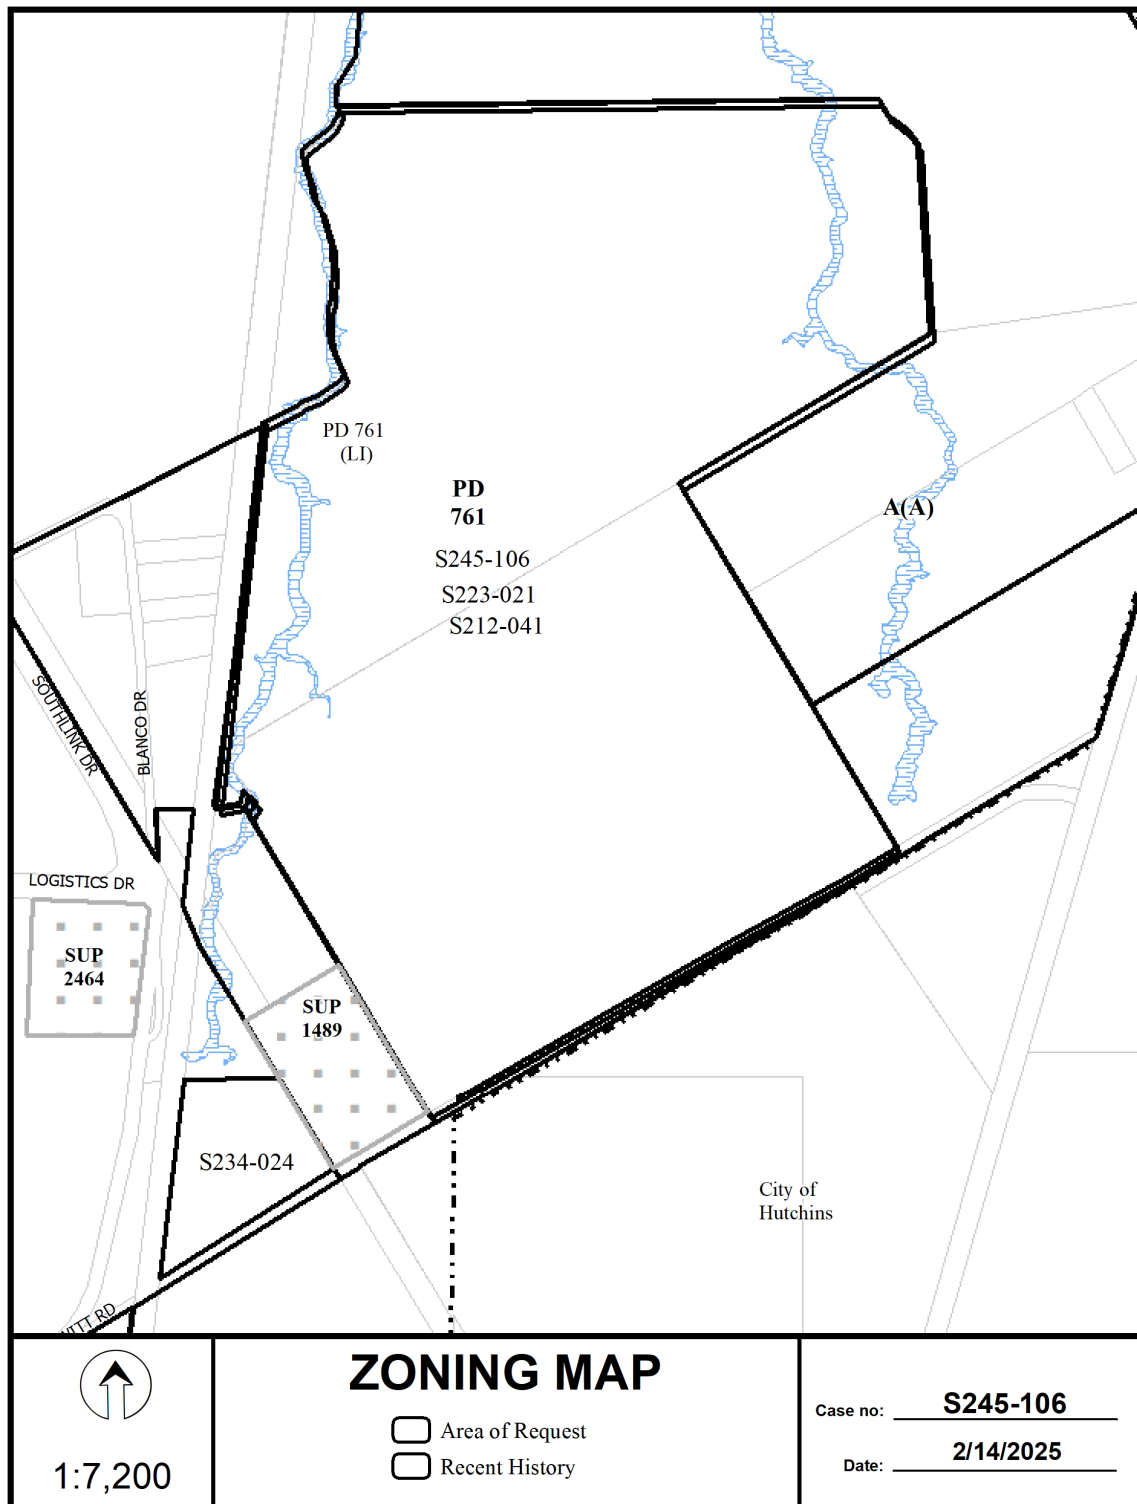 PD 761
(LI)
PD
761
S245-106
S223-021
S212-041
A(A)
SOUTHLINK DR
BLANCO DR
LOGISTICS DR
SUP
2464
SUP
1489
S234-024
City of
Hutchins
RD
1:7,200
ZONING MAP
Area of Request
Recent History
Case no: S245-106
Date: 2/14/2025